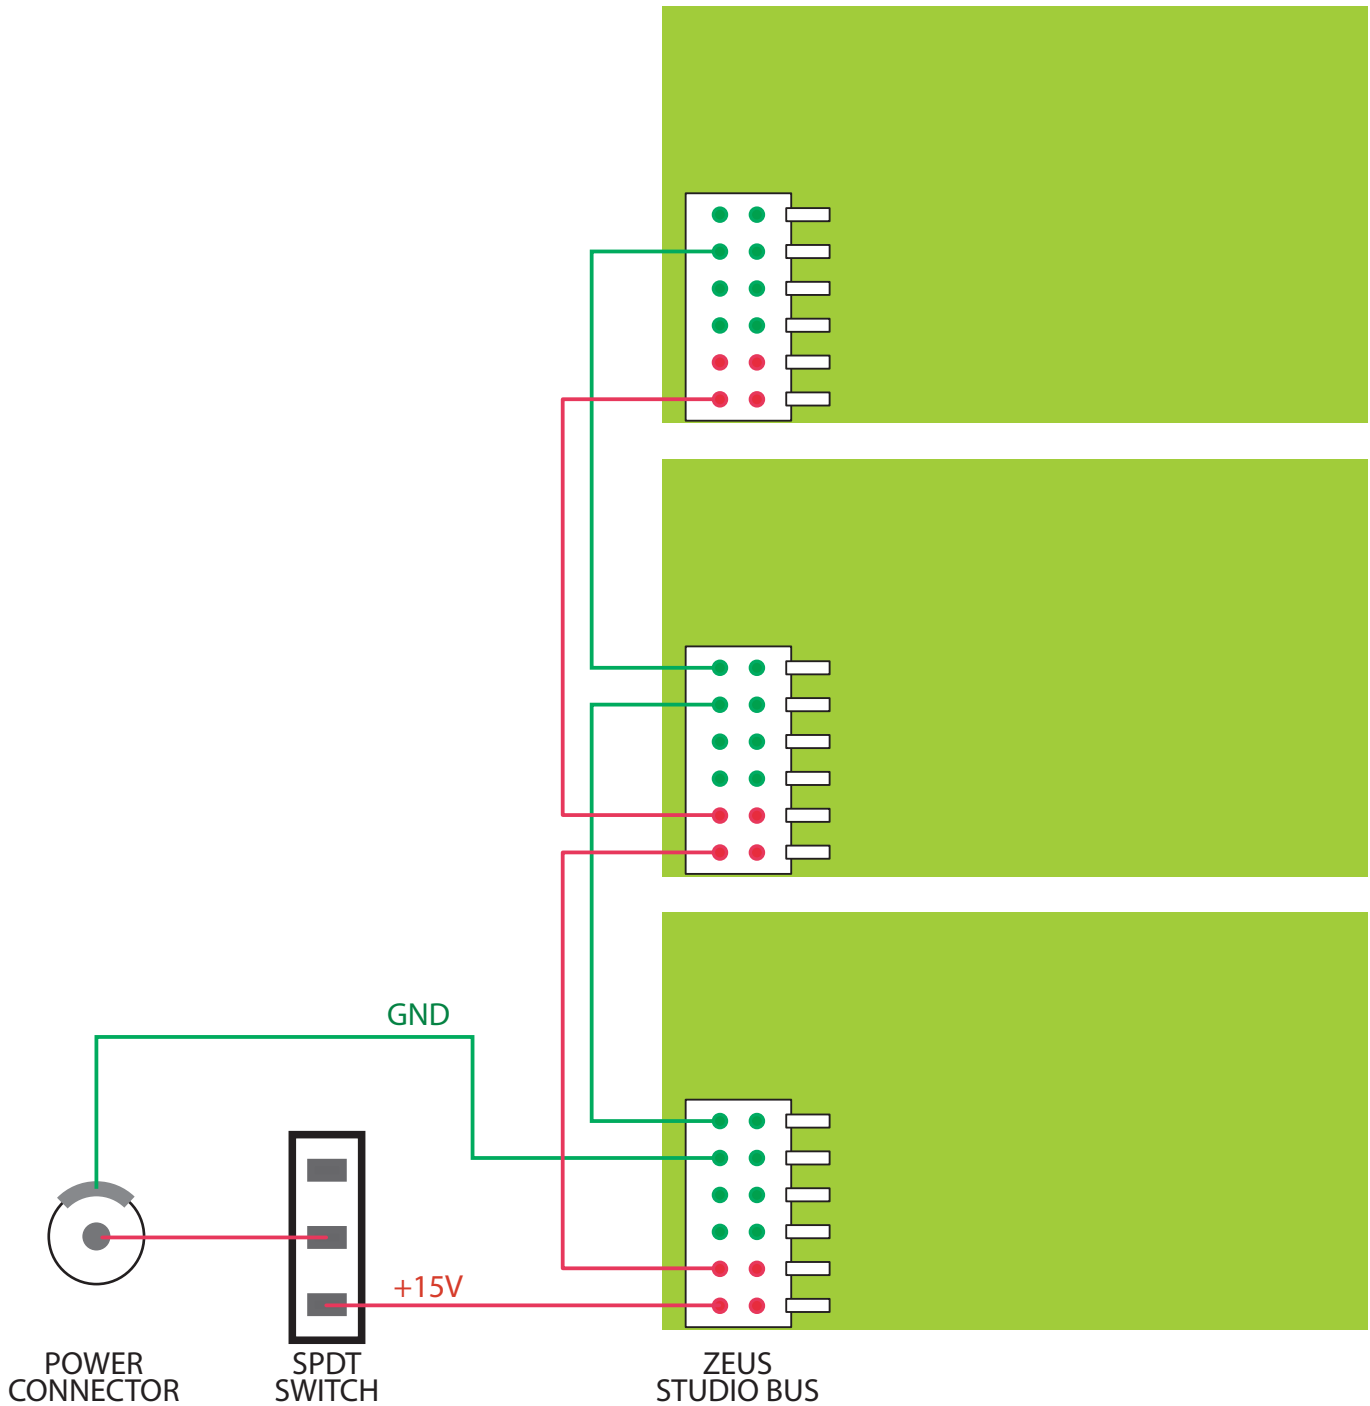 GND
+15V
POWER
CONNECTOR
SPDT
SWITCH
ZEUS
STUDIO BUS